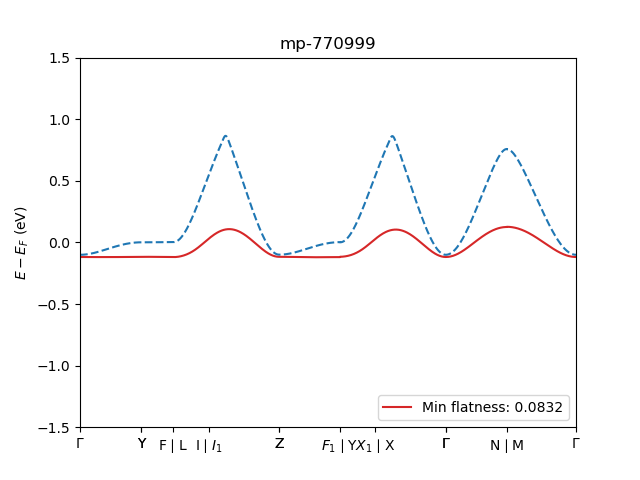 mp-770999
1.5
1.0
0.5
0.0
−0.5
−1.0
−1.5
E − E_F (eV)
Min flatness: 0.0832
Γ Y F | L I | I₁ Z F₁ | Y X₁ | X Γ N | M Γ